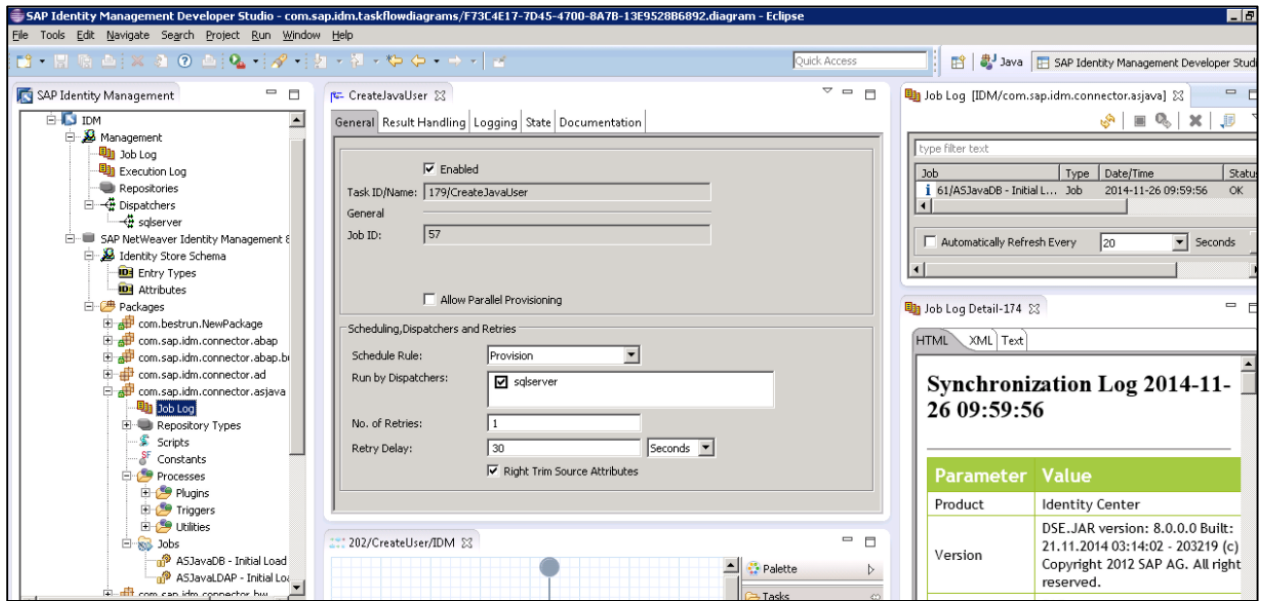 SAP Identity Management Developer Studio - com.sap.idm.taskflowdiagrams/F73C4E17-7D45-4700-8A7B-13E9528B6892.diagram - Eclipse
File Tools Edit Navigate Search Project Run Window Help
Quick Access
Java
SAP Identity Management Developer Studi
SAP Identity Management
IDM
Management
Job Log
Execution Log
Repositories
Dispatchers
sqlserver
SAP NetWeaver Identity Management 8
Identity Store Schema
Entry Types
Attributes
Packages
com.bestrun.NewPackage
com.sap.idm.connector.abap
com.sap.idm.connector.abap.bu
com.sap.idm.connector.ad
com.sap.idm.connector.asjava
Job Log
Repository Types
Scripts
Constants
Processes
Plugins
Triggers
Utilities
Jobs
ASJavaDB - Initial Load
ASJavaLDAP - Initial Loa
com.sap.idm.connector.bw
CreateJavaUser
General Result Handling Logging State Documentation
Enabled
Task ID/Name: 179/CreateJavaUser
General
Job ID: 57
Allow Parallel Provisioning
Scheduling,Dispatchers and Retries
Schedule Rule: Provision
Run by Dispatchers: sqlserver
No. of Retries: 1
Retry Delay: 30 Seconds
Right Trim Source Attributes
202/CreateUser/IDM
Palette
Tasks
Job Log [IDM/com.sap.idm.connector.asjava]
type filter text
Job Type Date/Time Status
61/ASJavaDB - Initial L... Job 2014-11-26 09:59:56 OK
Automatically Refresh Every 20 Seconds
Job Log Detail-174
HTML XML Text
Synchronization Log 2014-11-
26 09:59:56
Parameter Value
Product Identity Center
Version DSE.JAR version: 8.0.0.0 Built:
21.11.2014 03:14:02 - 203219 (c)
Copyright 2012 SAP AG. All right
reserved.